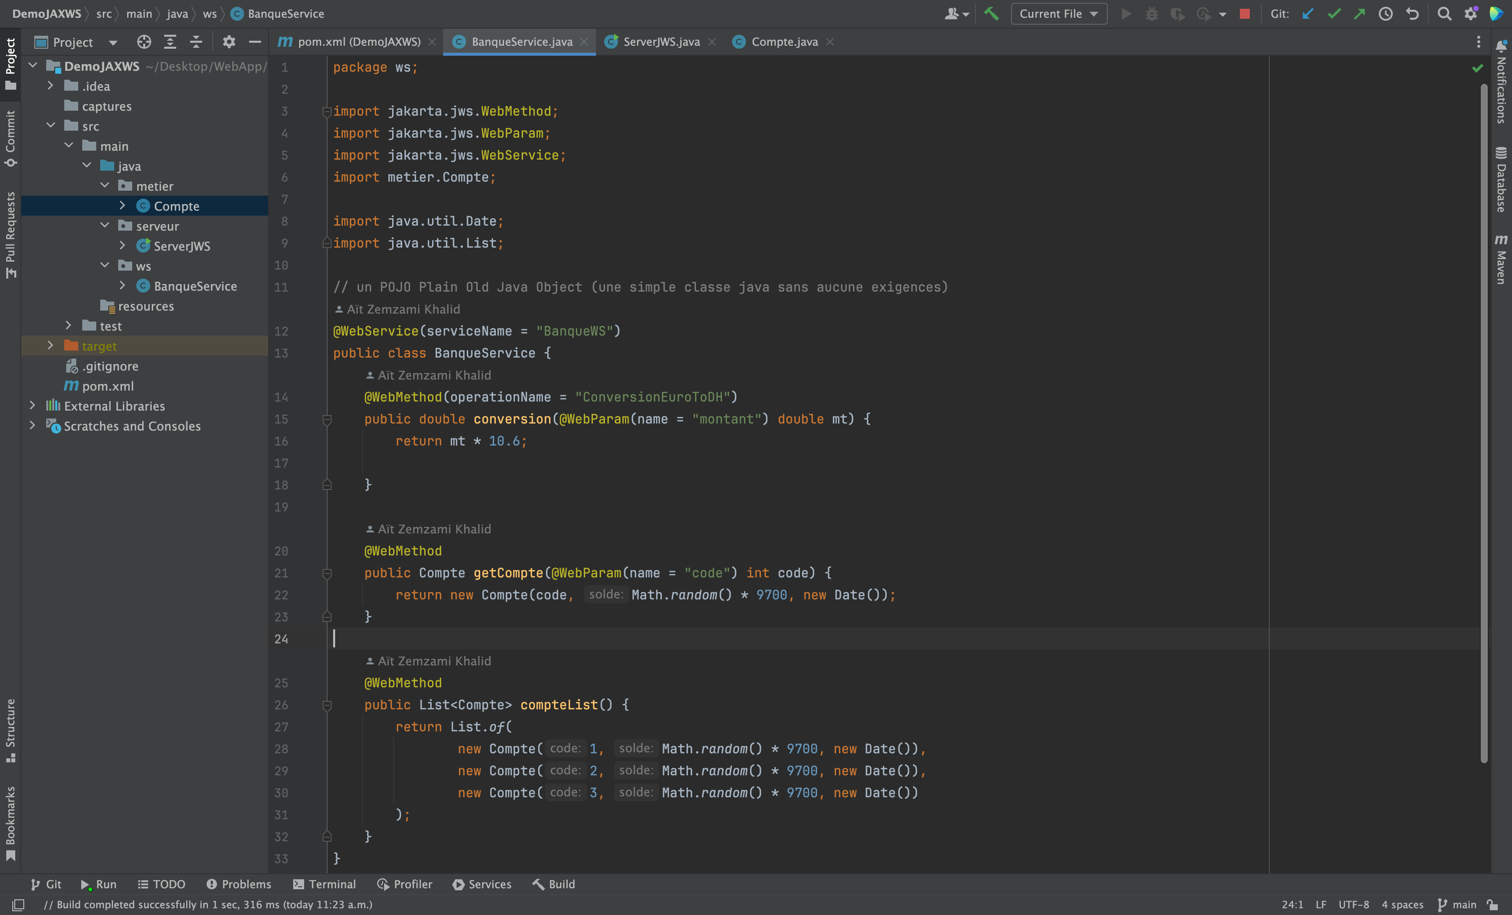 DemoJAXWS src main java ws BanqueService
Current File
Git:
Project
pom.xml (DemoJAXWS)
BanqueService.java
ServerJWS.java
Compte.java
Project
Commit
Pull Requests
Structure
Bookmarks
DemoJAXWS ~/Desktop/WebApp/
.idea
captures
src
main
java
metier
Compte
serveur
ServerJWS
ws
BanqueService
resources
test
target
.gitignore
pom.xml
External Libraries
Scratches and Consoles
1 package ws;
2
3 import jakarta.jws.WebMethod;
4 import jakarta.jws.WebParam;
5 import jakarta.jws.WebService;
6 import metier.Compte;
7
8 import java.util.Date;
9 import java.util.List;
10
11 // un POJO Plain Old Java Object (une simple classe java sans aucune exigences)
Aït Zemzami Khalid
12 @WebService(serviceName = "BanqueWS")
13 public class BanqueService {
Aït Zemzami Khalid
14 @WebMethod(operationName = "ConversionEuroToDH")
15 public double conversion(@WebParam(name = "montant") double mt) {
16 return mt * 10.6;
17
18 }
19
Aït Zemzami Khalid
20 @WebMethod
21 public Compte getCompte(@WebParam(name = "code") int code) {
22 return new Compte(code, solde: Math.random() * 9700, new Date());
23 }
24
Aït Zemzami Khalid
25 @WebMethod
26 public List<Compte> compteList() {
27 return List.of(
28 new Compte( code: 1, solde: Math.random() * 9700, new Date()),
29 new Compte( code: 2, solde: Math.random() * 9700, new Date()),
30 new Compte( code: 3, solde: Math.random() * 9700, new Date())
31 );
32 }
33 }
Notifications
Database
Maven
Git Run TODO Problems Terminal Profiler Services Build
// Build completed successfully in 1 sec, 316 ms (today 11:23 a.m.)
24:1 LF UTF-8 4 spaces main